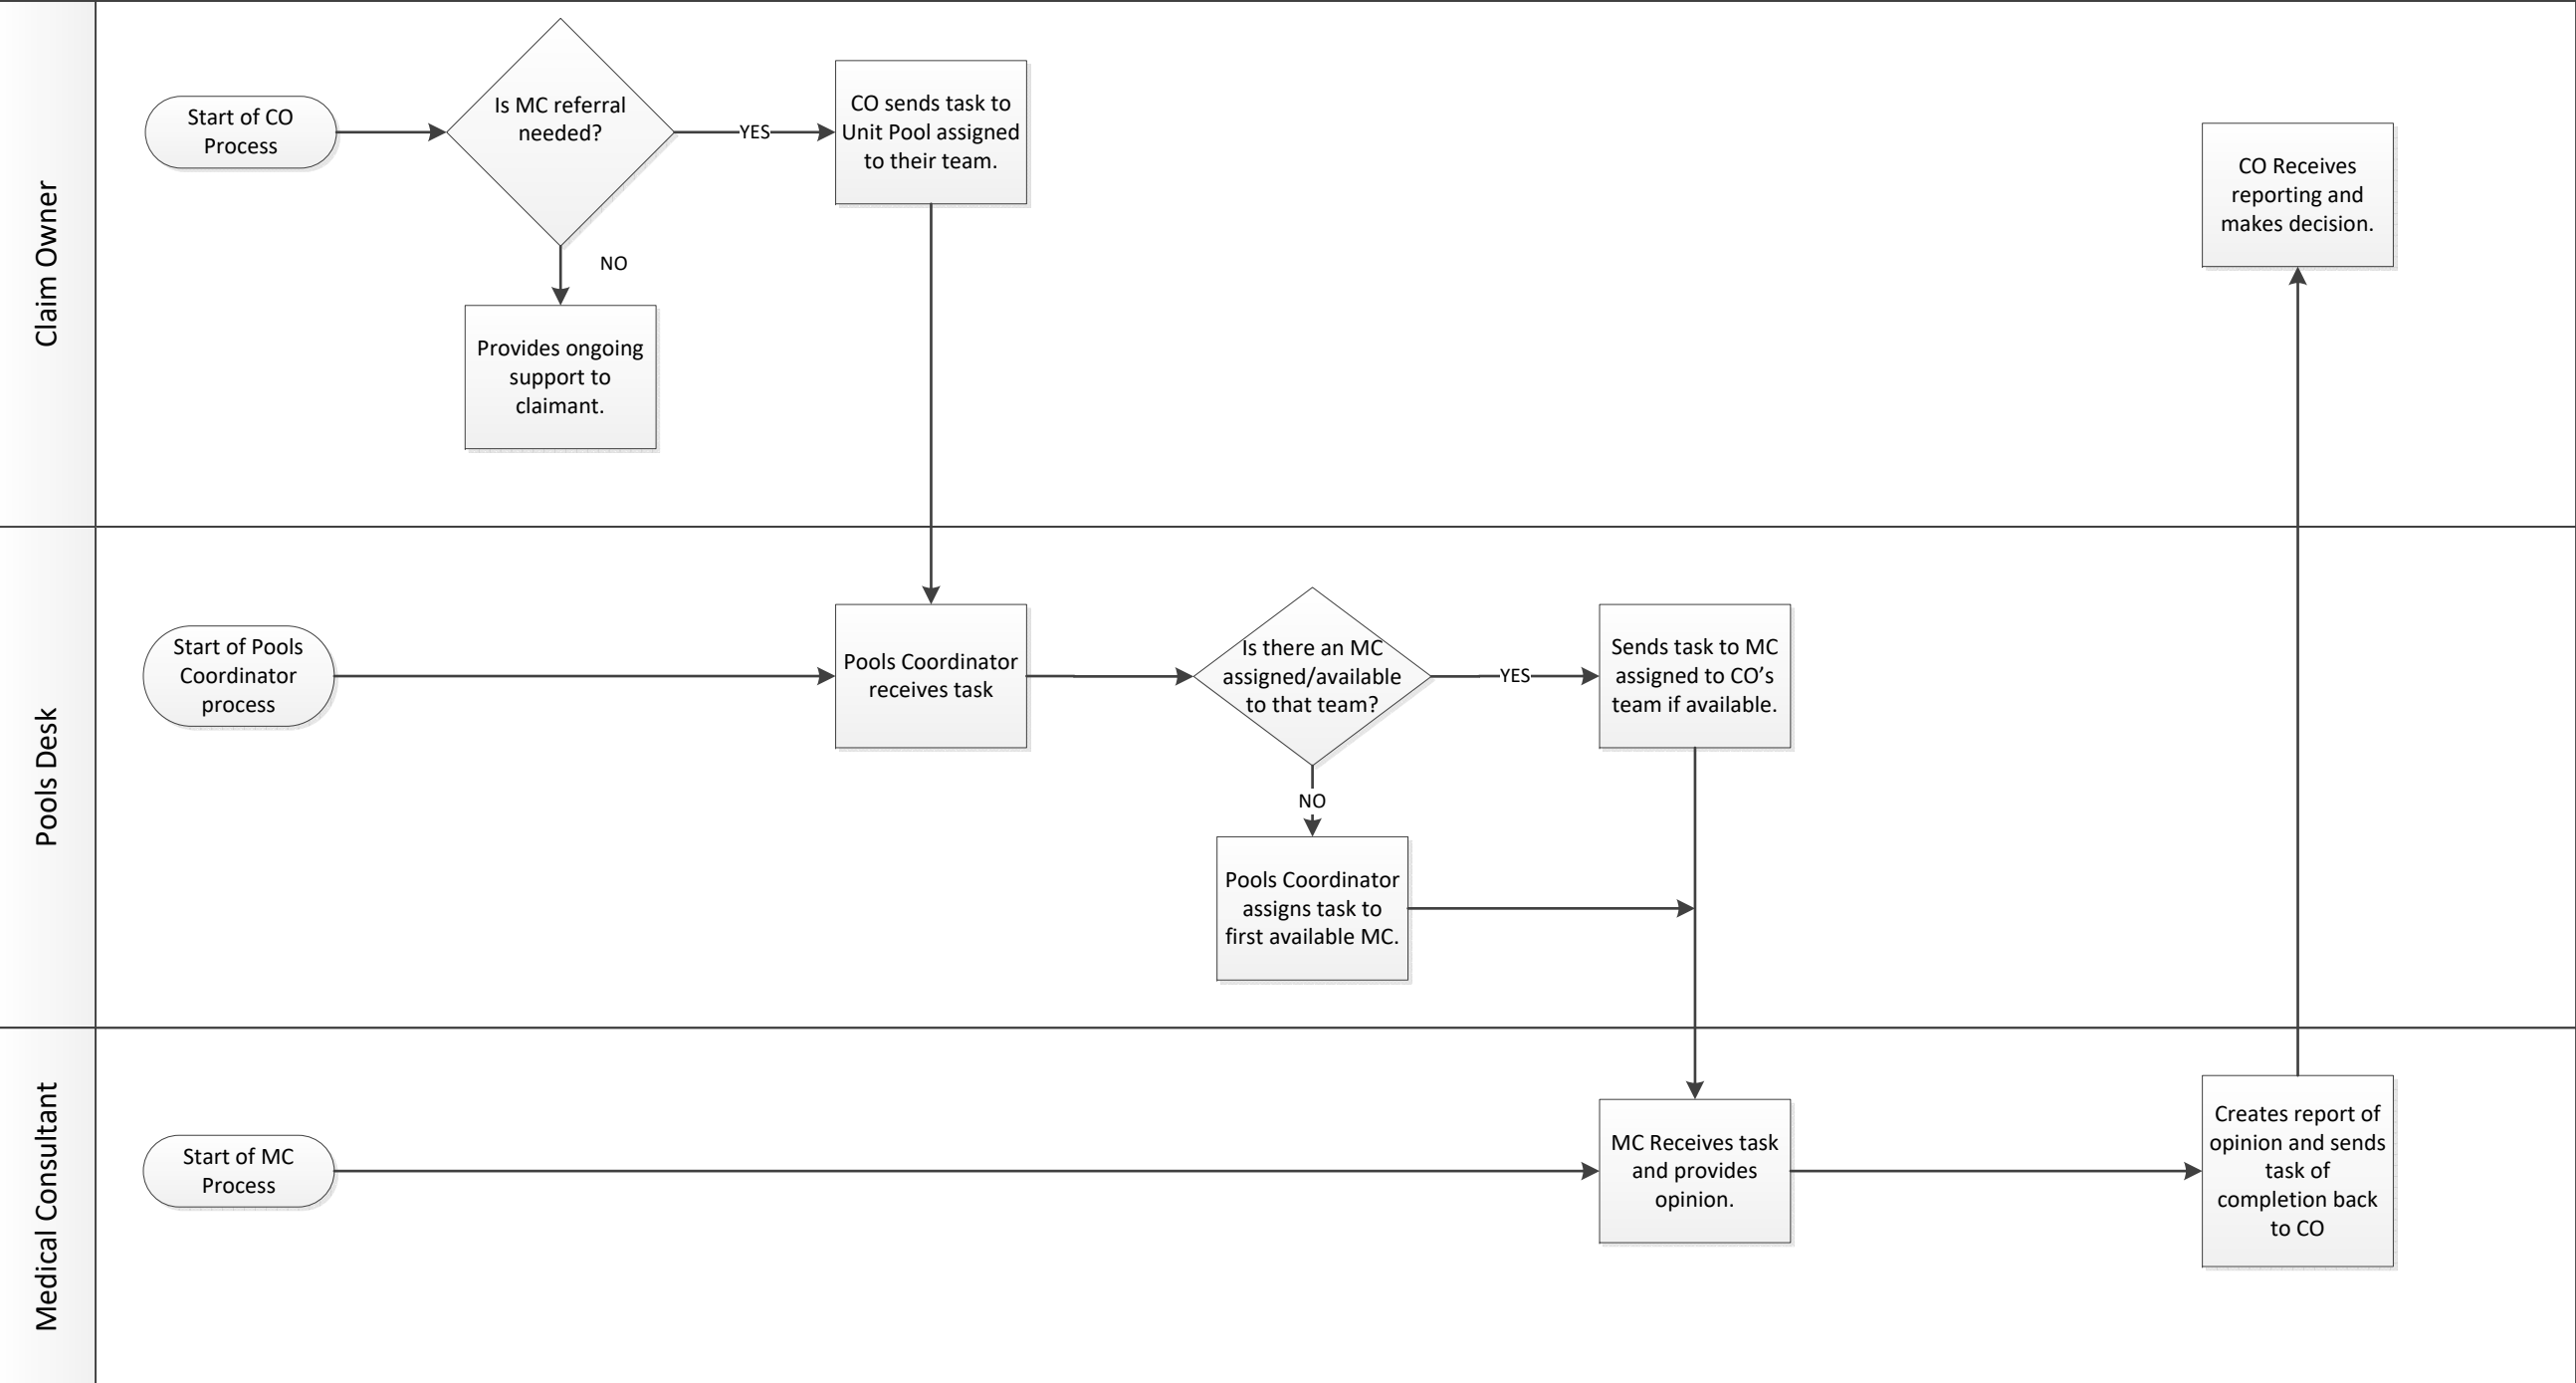 Claim Owner
Start of CO
Process
Is MC referral
needed?
YES
CO sends task to
Unit Pool assigned
to their team.
NO
Provides ongoing
support to
claimant.
CO Receives
reporting and
makes decision.
Pools Desk
Start of Pools
Coordinator
process
Pools Coordinator
receives task
Is there an MC
assigned/available
to that team?
YES
Sends task to MC
assigned to CO’s
team if available.
NO
Pools Coordinator
assigns task to
first available MC.
Medical Consultant
Start of MC
Process
MC Receives task
and provides
opinion.
Creates report of
opinion and sends
task of
completion back
to CO